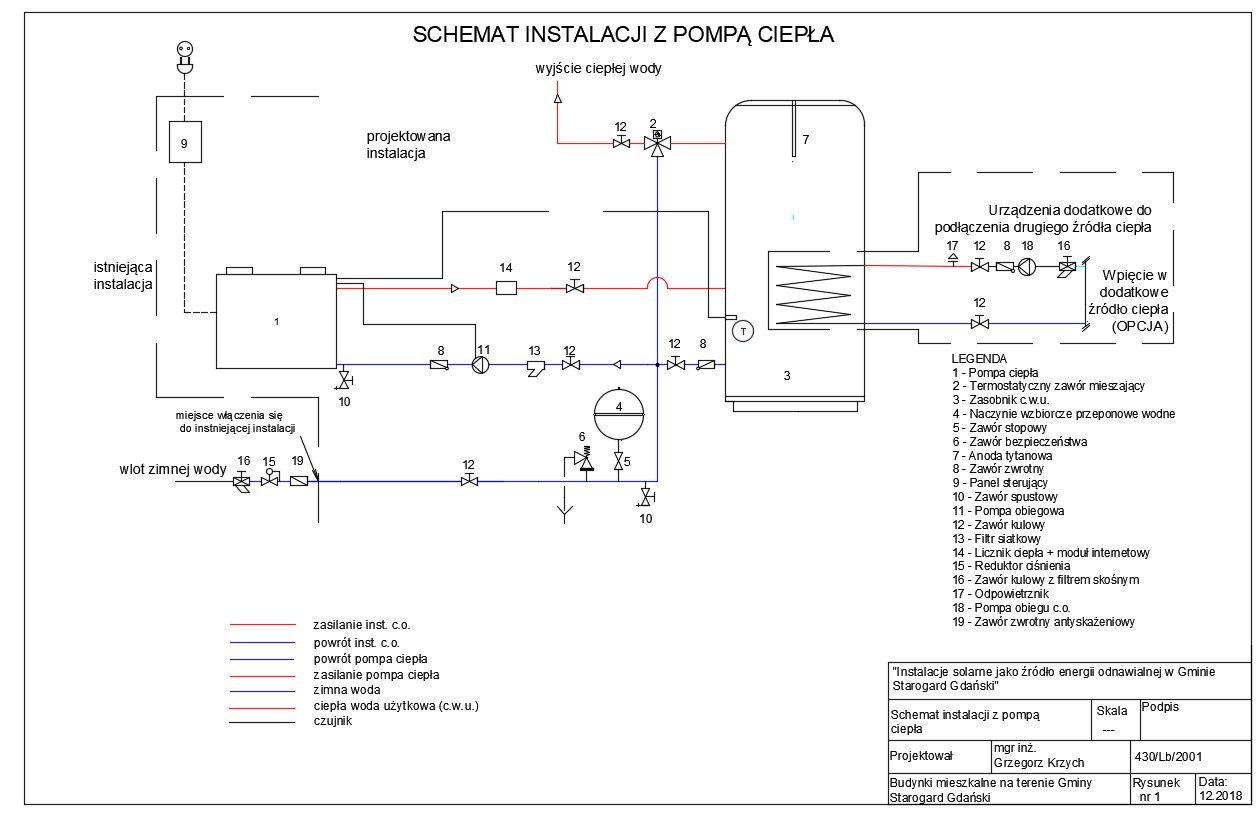 SCHEMAT INSTALACJI Z POMPĄ CIEPŁA
wyjście ciepłej wody
12
2
projektowana
instalacja
9
7
istniejąca
instalacja
Urządzenia dodatkowe do
podłączenia drugiego źródła ciepła
17
12
8
18
16
Wpięcie w
dodatkowe
źródło ciepła
(OPCJA)
12
14
12
1
T
8
11
13
12
12
8
10
3
4
miejsce włączenia się
do instniejącej instalacji
6
5
wlot zimnej wody
16
15
19
12
10
LEGENDA
1 - Pompa ciepła
2 - Termostatyczny zawór mieszający
3 - Zasobnik c.w.u.
4 - Naczynie wzbiorcze przeponowe wodne
5 - Zawór stopowy
6 - Zawór bezpieczeństwa
7 - Anoda tytanowa
8 - Zawór zwrotny
9 - Panel sterujący
10 - Zawór spustowy
11 - Pompa obiegowa
12 - Zawór kulowy
13 - Filtr siatkowy
14 - Licznik ciepła + moduł internetowy
15 - Reduktor ciśnienia
16 - Zawór kulowy z filtrem skośnym
17 - Odpowietrznik
18 - Pompa obiegu c.o.
19 - Zawór zwrotny antyskażeniowy
zasilanie inst. c.o.
powrót inst. c.o.
powrót pompa ciepła
zasilanie pompa ciepła
zimna woda
ciepła woda użytkowa (c.w.u.)
czujnik
"Instalacje solarne jako źródło energii odnawialnej w Gminie
Starogard Gdański"
Schemat instalacji z pompą
ciepła
Skala
---
Podpis
Projektował
mgr inż.
Grzegorz Krzych
430/Lb/2001
Budynki mieszkalne na terenie Gminy
Starogard Gdański
Rysunek
nr 1
Data:
12.2018